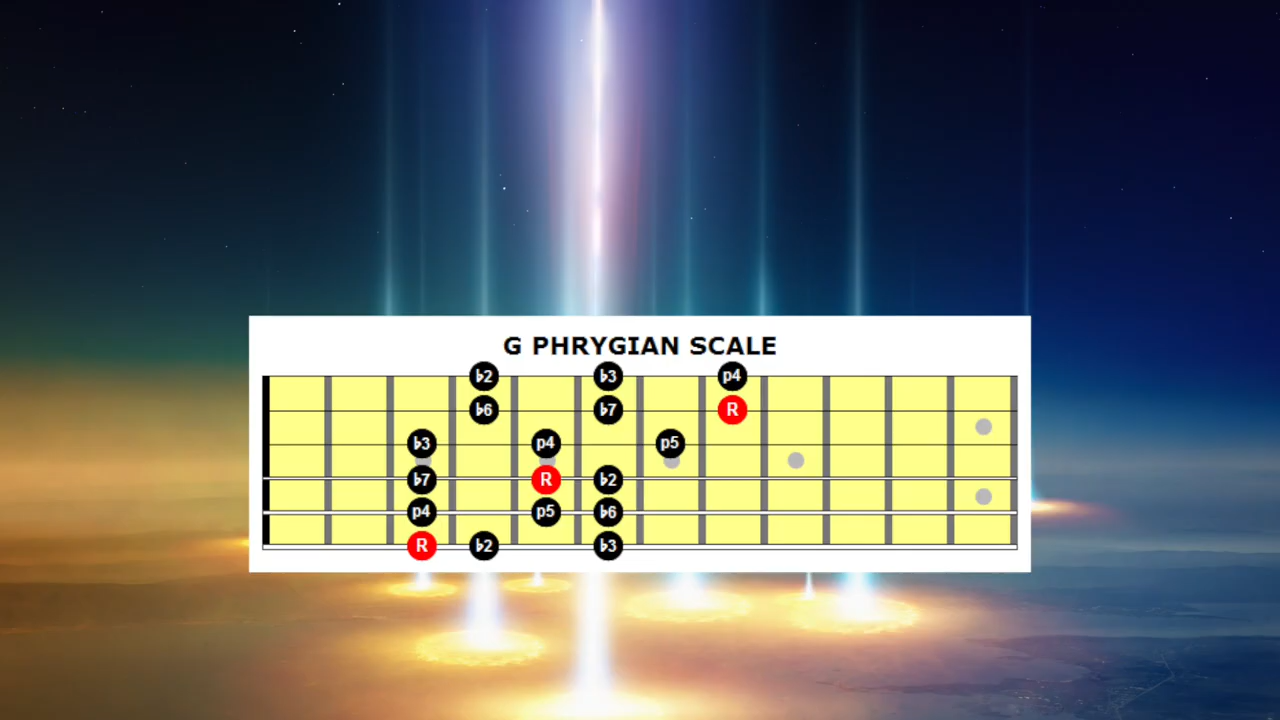 G PHRYGIAN SCALE
♭2 ♭3 p4
♭6 ♭7 R
♭3 p4 p5
♭7 R ♭2
p4 p5 ♭6
R ♭2 ♭3